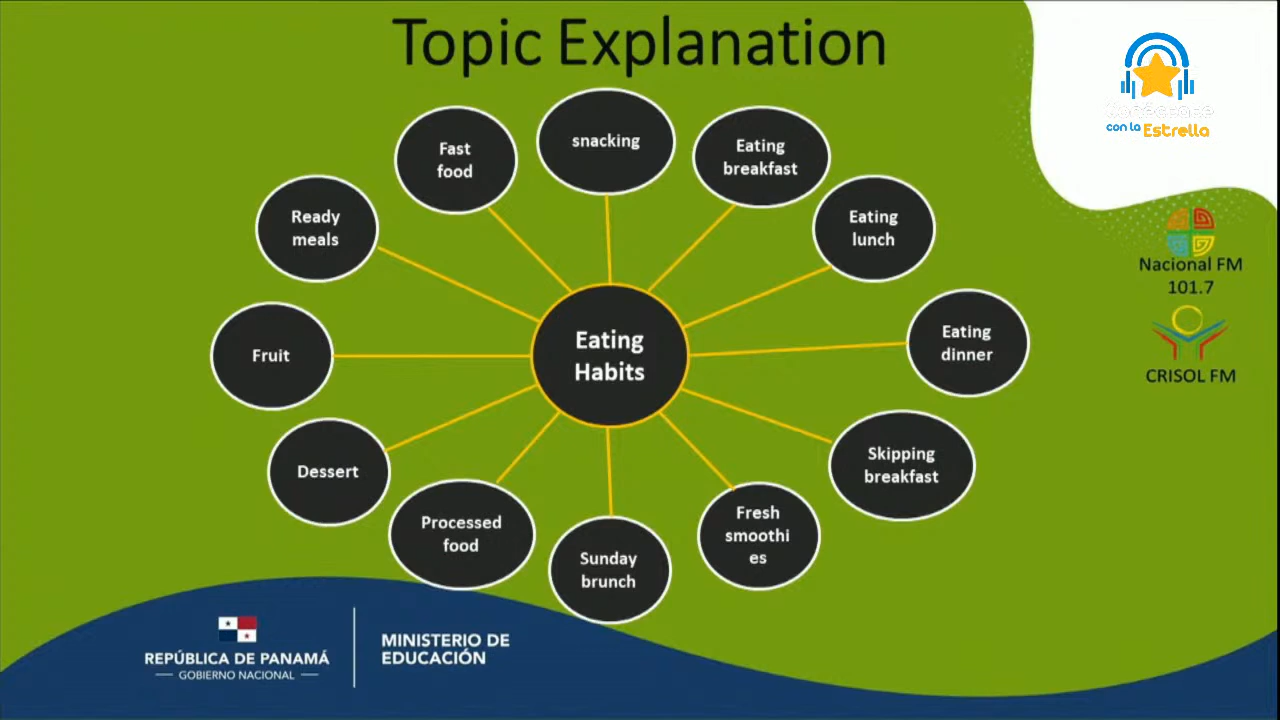 Topic Explanation
Conéctate
con la Estrella
snacking
Fast
food
Eating
breakfast
Ready
meals
Eating
lunch
Nacional FM
101.7
Fruit
Eating
Habits
Eating
dinner
CRISOL FM
Dessert
Skipping
breakfast
Processed
food
Sunday
brunch
Fresh
smoothi
es
REPÚBLICA DE PANAMÁ
GOBIERNO NACIONAL
MINISTERIO DE
EDUCACIÓN